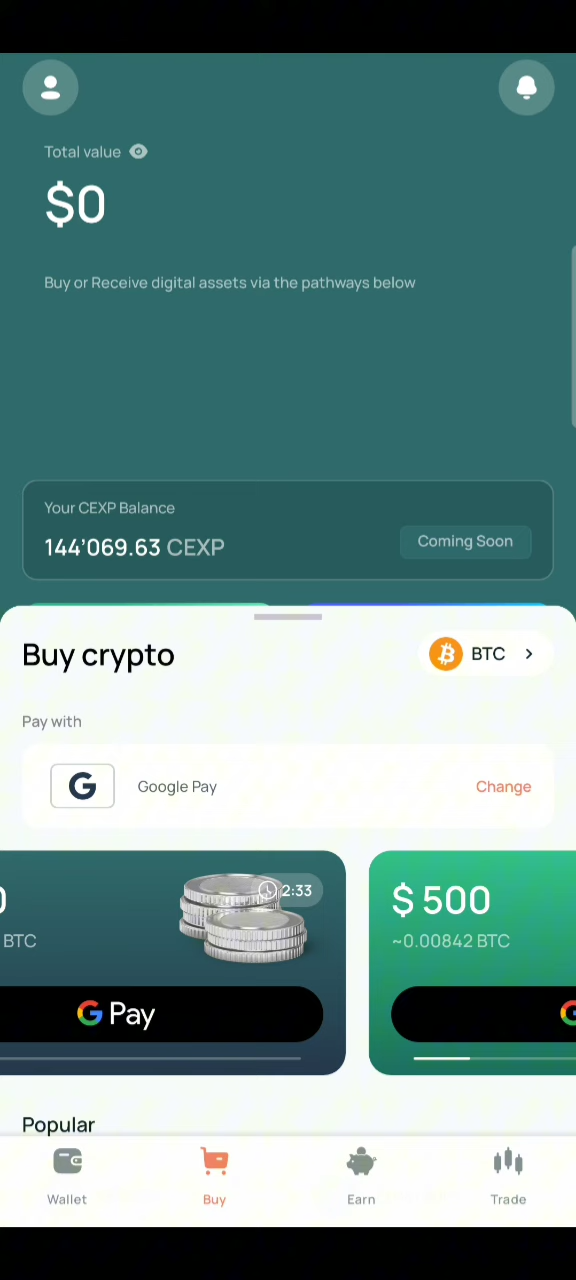 Total value
$0
Buy or Receive digital assets via the pathways below
Your CEXP Balance
144’069.63 CEXP
Coming Soon
Buy crypto
BTC
Pay with
G
Google Pay
Change
0
2:33
$ 500
BTC
~0.00842 BTC
G Pay
G
Popular
Wallet
Buy
Earn
Trade